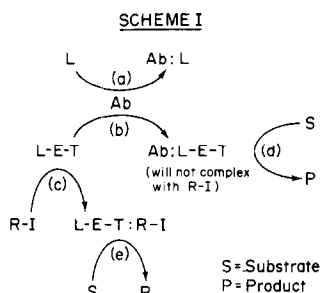 SCHEME I
L Ab:L
(a)
Ab
(b)
L-E-T Ab:L-E-T
(will not complex
with R-I)
S
(d)
P
(c)
R-I L-E-T:R-I
(e)
S P
S=Substrate
P=Product